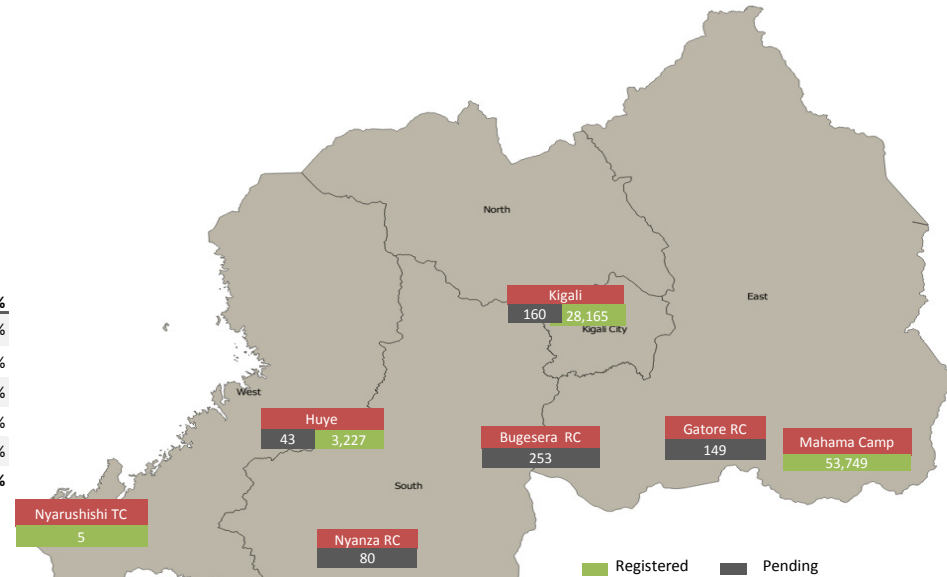 North
Kigali
160 28,165
Kigali City
East
%
%
%
%
%
%
%
West
Huye
43 3,227
Bugesera RC
253
Gatore RC
149
Mahama Camp
53,749
South
Nyarushishi TC
5
Nyanza RC
80
Registered Pending